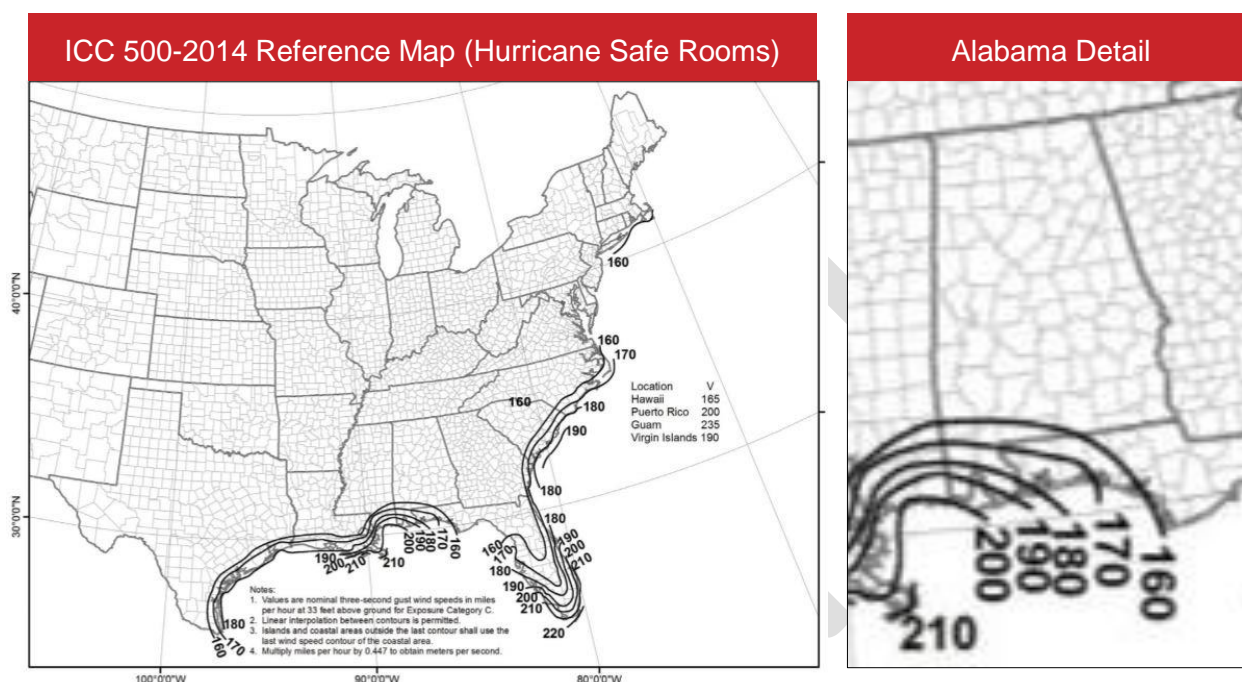 ICC 500-2014 Reference Map (Hurricane Safe Rooms)
Alabama Detail
40°0'0"N
30°0'0"N
100°0'0"W
90°0'0"W
80°0'0"W
160
160
170
160
180
190
180
180
190
200
210
160
170
180
190
200
210
220
160
170
180
190
200
210
190
200
210
180
170
160
Location V
Hawaii 165
Puerto Rico 200
Guam 235
Virgin Islands 190
Notes:
1. Values are nominal three-second gust wind speeds in miles
per hour at 33 feet above ground for Exposure Category C.
2. Linear interpolation between contours is permitted.
3. Islands and coastal areas outside the last contour shall use the
last wind speed contour of the coastal area.
4. Multiply miles per hour by 0.447 to obtain meters per second.
200
190
180
170
160
210